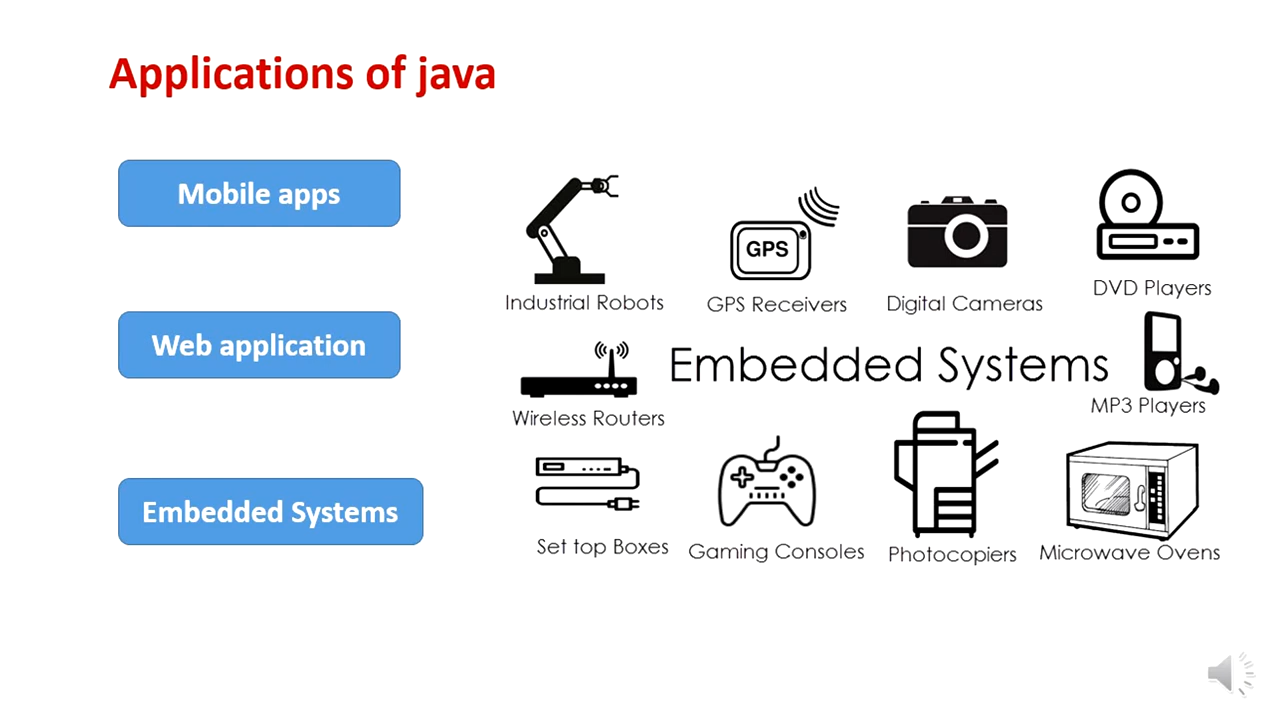 Applications of java
Mobile apps
Web application
Embedded Systems
GPS
Industrial Robots
GPS Receivers
Digital Cameras
DVD Players
Wireless Routers
Embedded Systems
MP3 Players
Set top Boxes
Gaming Consoles
Photocopiers
Microwave Ovens